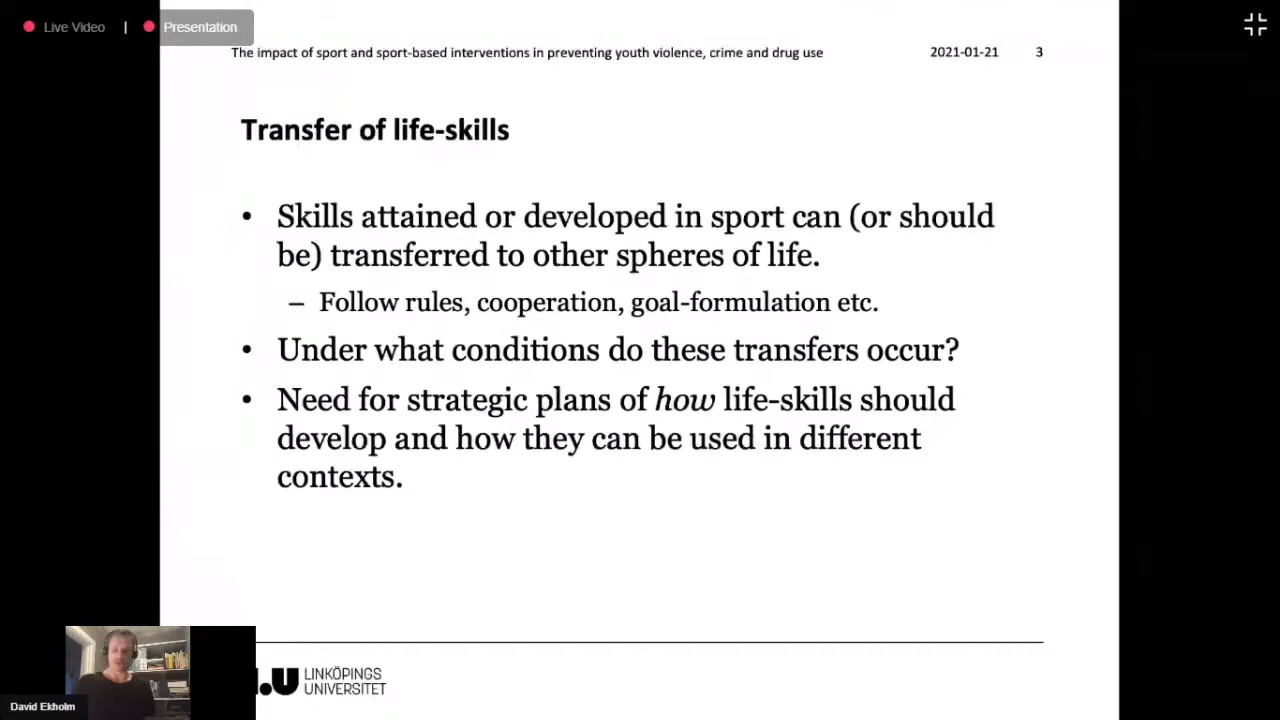 Live Video | Presentation
The impact of sport and sport-based interventions in preventing youth violence, crime and drug use 2021-01-21 3
Transfer of life-skills
• Skills attained or developed in sport can (or should
be) transferred to other spheres of life.
– Follow rules, cooperation, goal-formulation etc.
• Under what conditions do these transfers occur?
• Need for strategic plans of how life-skills should
develop and how they can be used in different
contexts.
.U LINKÖPINGS
UNIVERSITET
David Ekholm